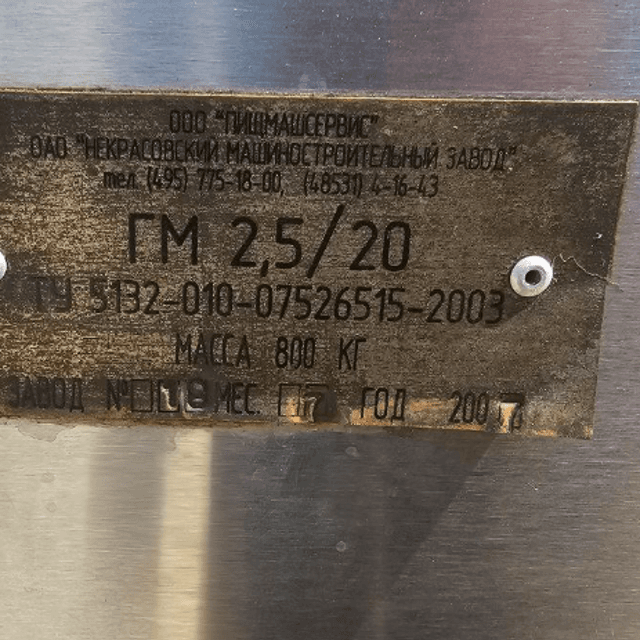 ООО "ПИЩМАШСЕРВИС"
ОАО "НЕКРАСОВСКИЙ МАШИНОСТРОИТЕЛЬНЫЙ ЗАВОД"
тел. (495) 775-18-00, (48531) 4-16-43
ГМ 2,5/20
ТУ 5132-010-07526515-2003
МАССА 800 КГ
ЗАВОД № 18 МЕС. 7 ГОД 2007